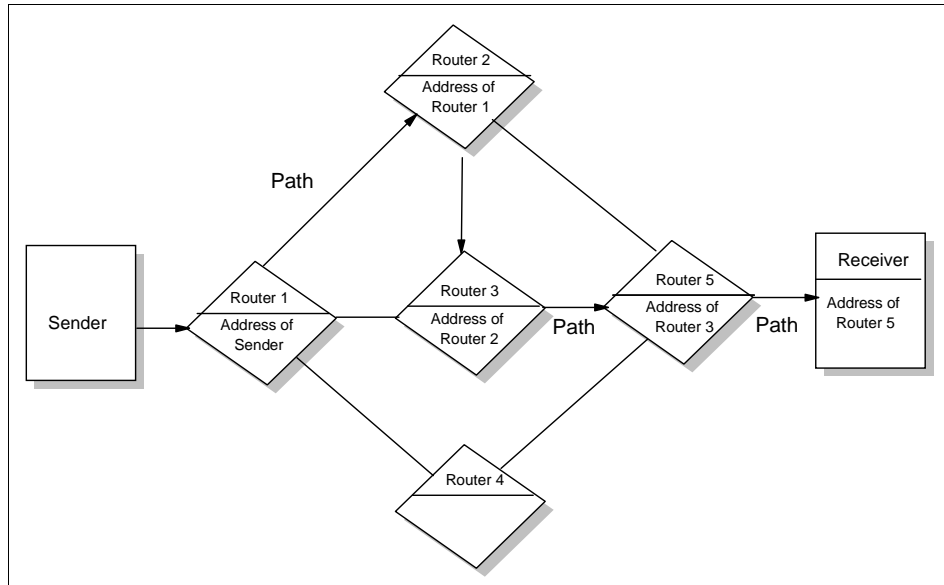 Router 2
Address of
Router 1
Path
Sender
Router 1
Address of
Sender
Router 3
Address of
Router 2
Path
Router 5
Address of
Router 3
Path
Receiver
Address of
Router 5
Router 4